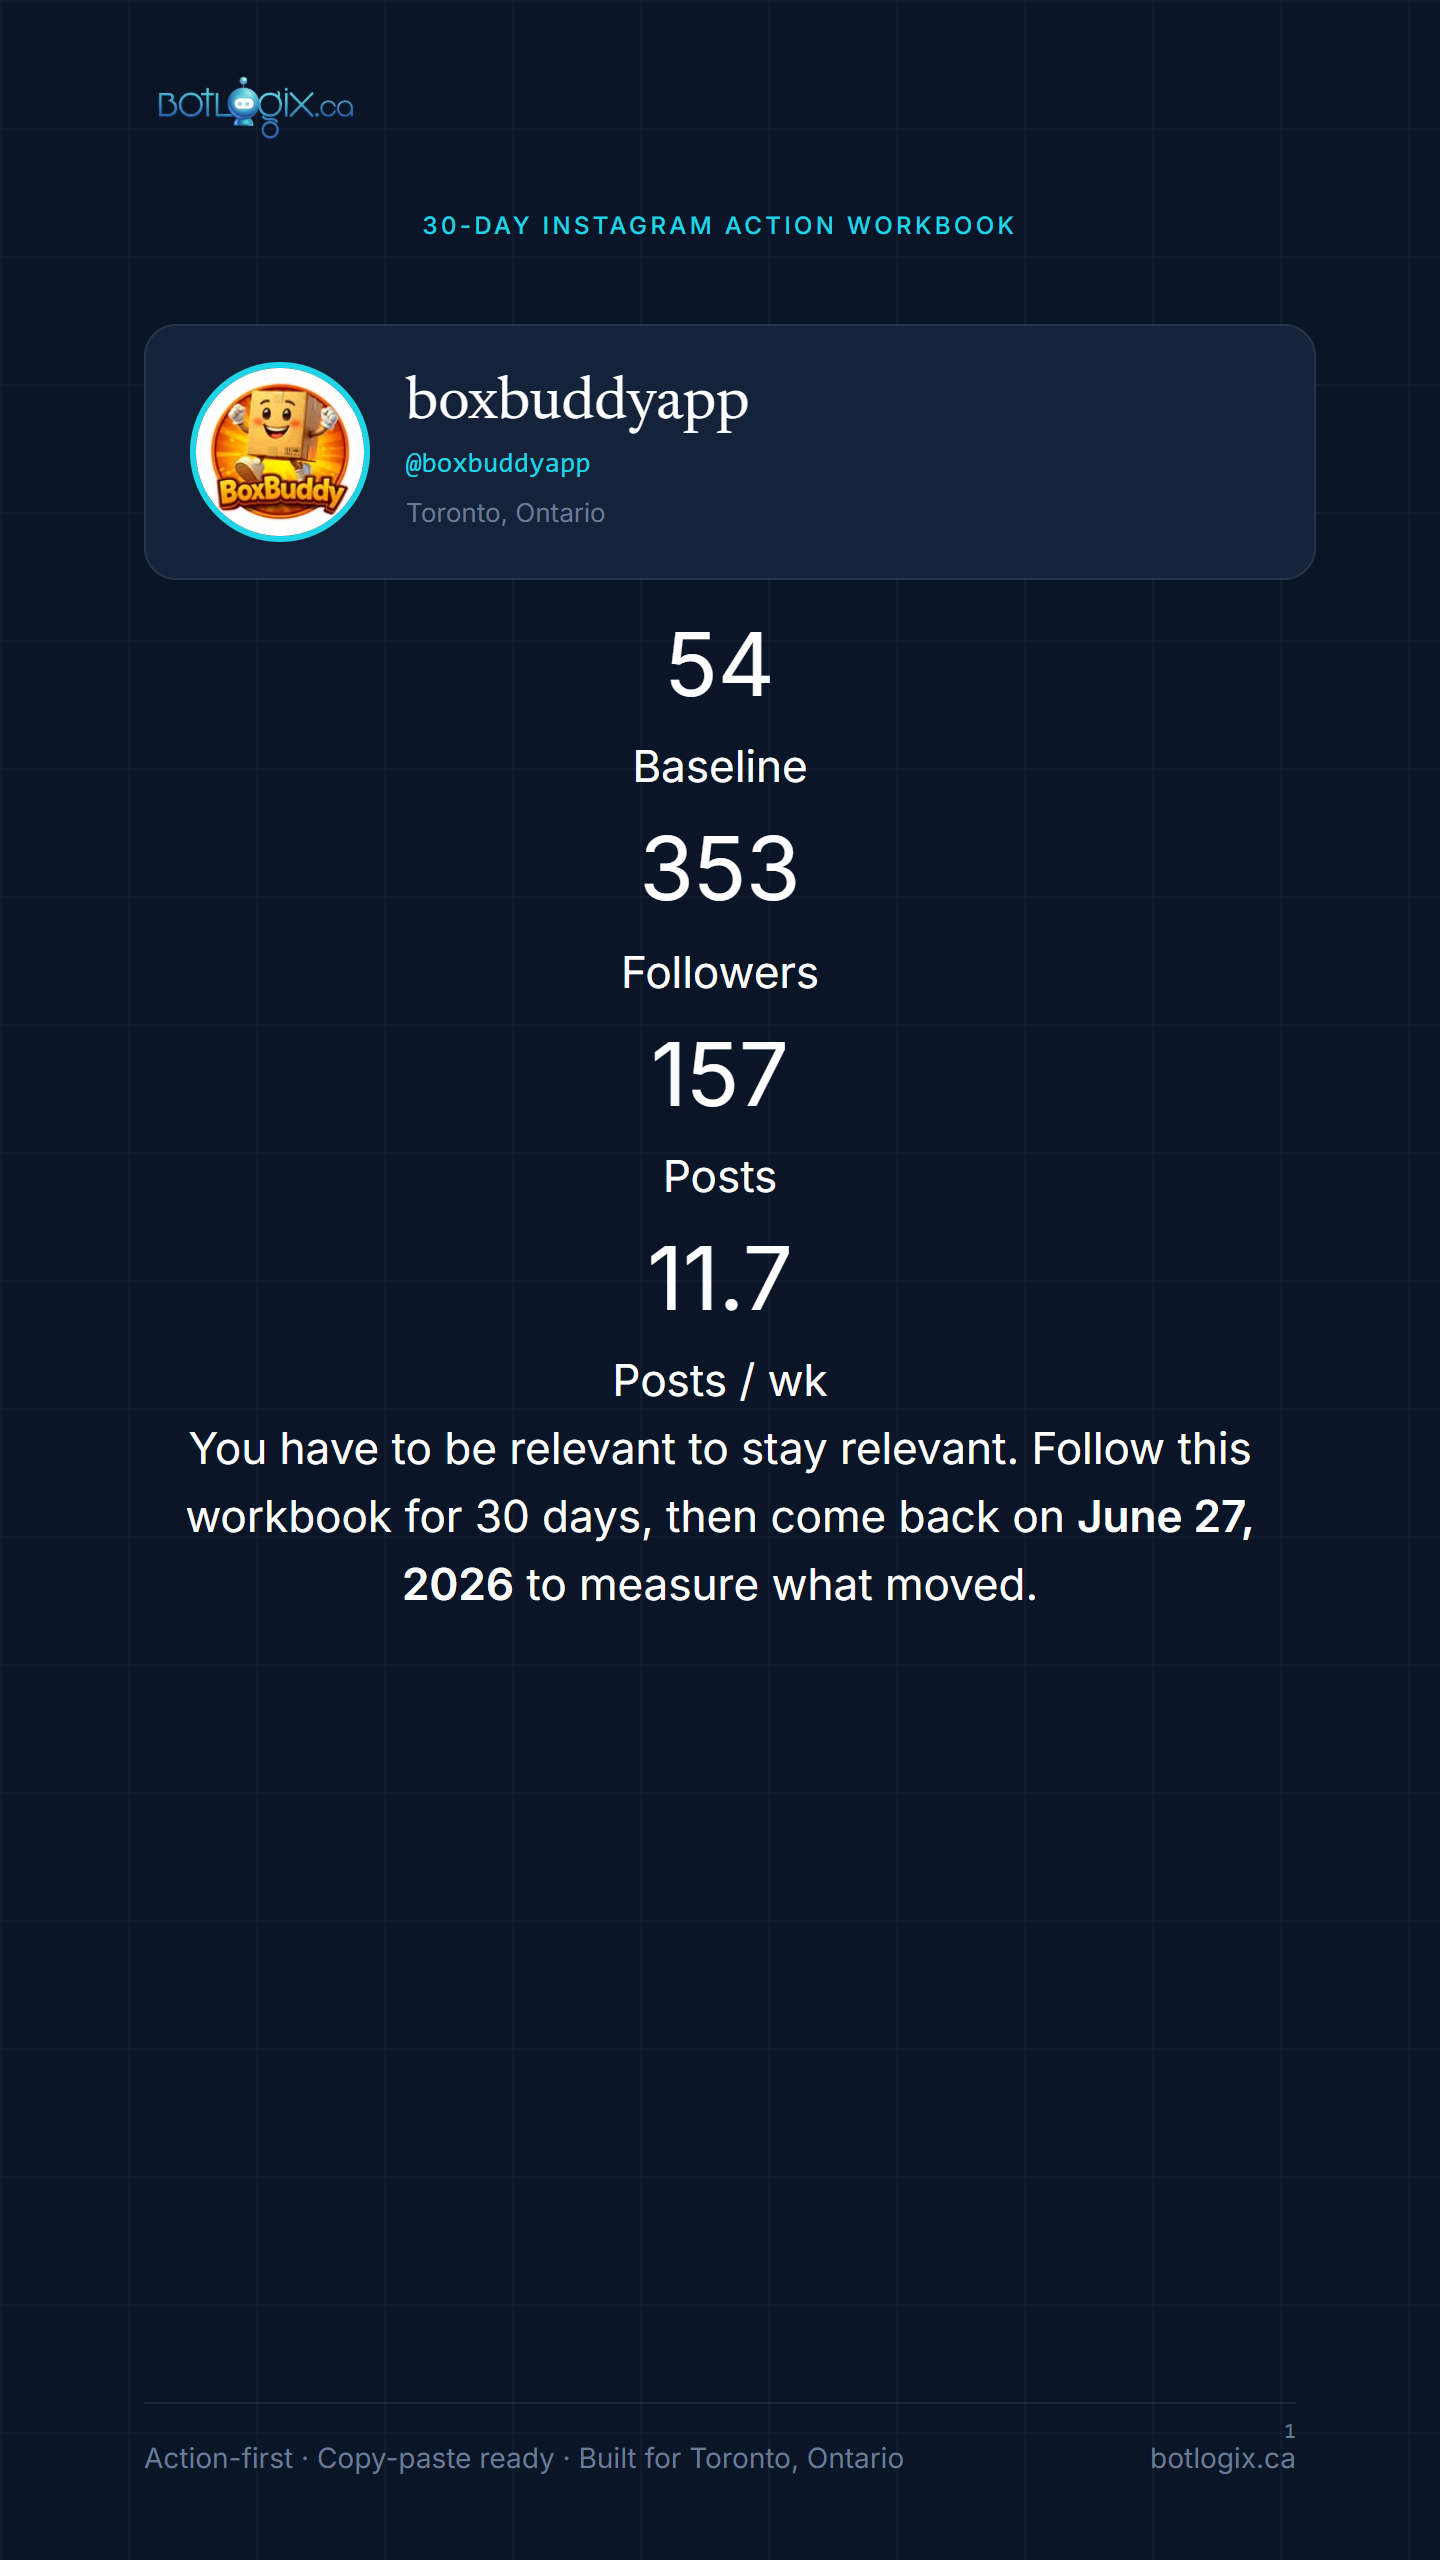 BOTLOGIX.ca
30-DAY INSTAGRAM ACTION WORKBOOK
BoxBuddy
boxbuddyapp
@boxbuddyapp
Toronto, Ontario
54
Baseline
353
Followers
157
Posts
11.7
Posts / wk
You have to be relevant to stay relevant. Follow this
workbook for 30 days, then come back on June 27,
2026 to measure what moved.
1
Action-first · Copy-paste ready · Built for Toronto, Ontario
botlogix.ca